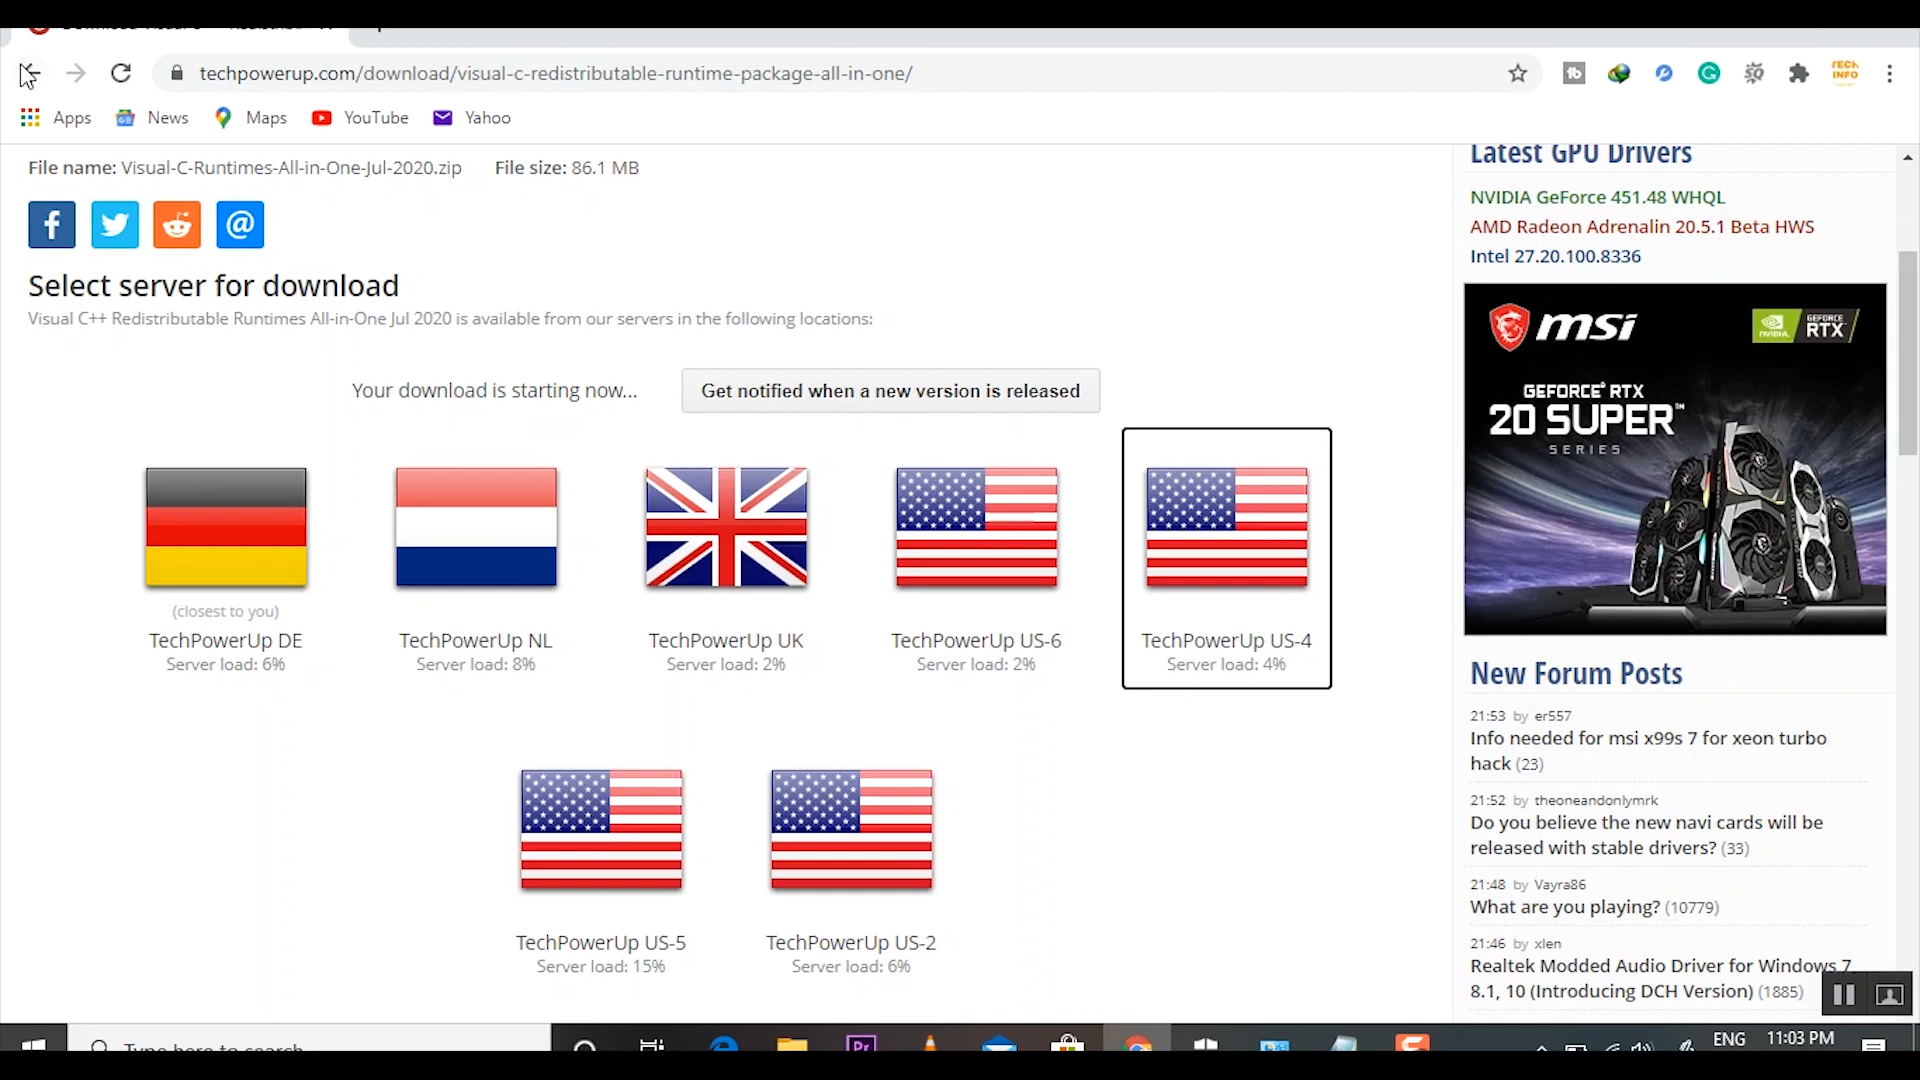 techpowerup.com/download/visual-c-redistributable-runtime-package-all-in-one/
TECH
INFO
Apps
News
Maps
YouTube
Yahoo
File name: Visual-C-Runtimes-All-in-One-Jul-2020.zip
File size: 86.1 MB
Select server for download
Visual C++ Redistributable Runtimes All-in-One Jul 2020 is available from our servers in the following locations:
Your download is starting now...
Get notified when a new version is released
(closest to you)
TechPowerUp DE
Server load: 6%
TechPowerUp NL
Server load: 8%
TechPowerUp UK
Server load: 2%
TechPowerUp US-6
Server load: 2%
TechPowerUp US-4
Server load: 4%
TechPowerUp US-5
Server load: 15%
TechPowerUp US-2
Server load: 6%
Latest GPU Drivers
NVIDIA GeForce 451.48 WHQL
AMD Radeon Adrenalin 20.5.1 Beta HWS
Intel 27.20.100.8336
msi
NVIDIA
GEFORCE
RTX
GEFORCE® RTX
20 SUPER™
SERIES
New Forum Posts
21:53 by er557
Info needed for msi x99s 7 for xeon turbo
hack (23)
21:52 by theoneandonlymrk
Do you believe the new navi cards will be
released with stable drivers? (33)
21:48 by Vayra86
What are you playing? (10779)
21:46 by xlen
Realtek Modded Audio Driver for Windows 7,
8.1, 10 (Introducing DCH Version) (1885)
Type here to search
Pr
ENG
11:03 PM